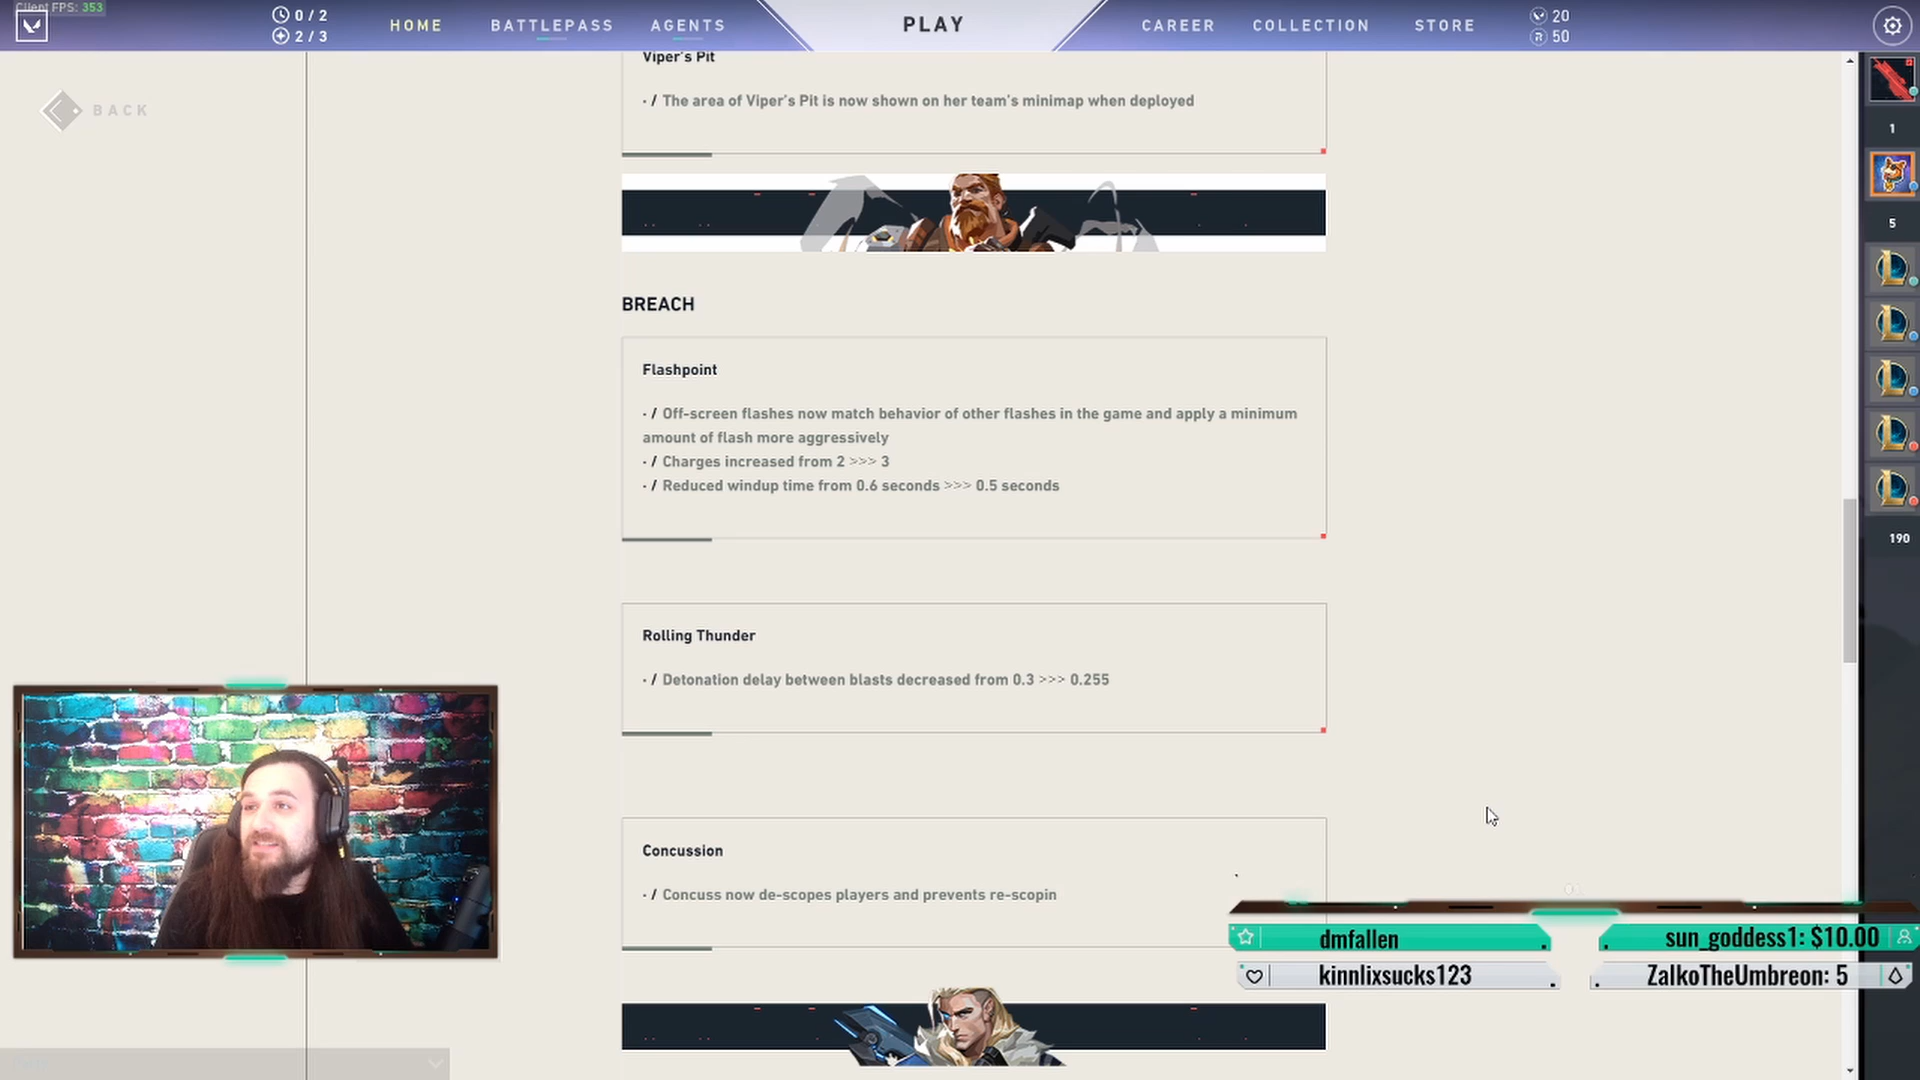 Client FPS: 353
0 / 2
2 / 3
HOME
BATTLEPASS
AGENTS
PLAY
CAREER
COLLECTION
STORE
20
50
BACK
Viper's Pit
· / The area of Viper's Pit is now shown on her team's minimap when deployed
BREACH
Flashpoint
· / Off-screen flashes now match behavior of other flashes in the game and apply a minimum
amount of flash more aggressively
· / Charges increased from 2 >>> 3
· / Reduced windup time from 0.6 seconds >>> 0.5 seconds
Rolling Thunder
· / Detonation delay between blasts decreased from 0.3 >>> 0.255
Concussion
· / Concuss now de-scopes players and prevents re-scopin
1
5
190
dmfallen
sun_goddess1: $10.00
kinnlixsucks123
ZalkoTheUmbreon: 5